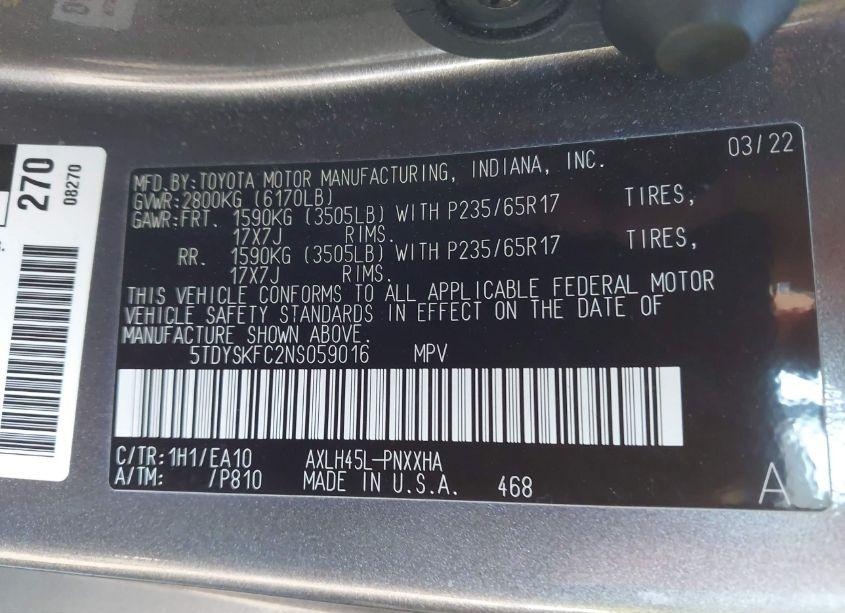 270
08270
03/22
MFD.BY:TOYOTA MOTOR MANUFACTURING, INDIANA, INC.
GVWR:2800KG (6170LB)
GAWR:FRT. 1590KG (3505LB) WITH P235/65R17 TIRES,
17X7J RIMS.
RR. 1590KG (3505LB) WITH P235/65R17 TIRES,
17X7J RIMS.
THIS VEHICLE CONFORMS TO ALL APPLICABLE FEDERAL MOTOR
VEHICLE SAFETY STANDARDS IN EFFECT ON THE DATE OF
MANUFACTURE SHOWN ABOVE.
5TDYSKFC2NS059016 MPV
C/TR:1H1/EA10 AXLH45L-PNXXHA
A/TM: /P810 MADE IN U.S.A. 468
A